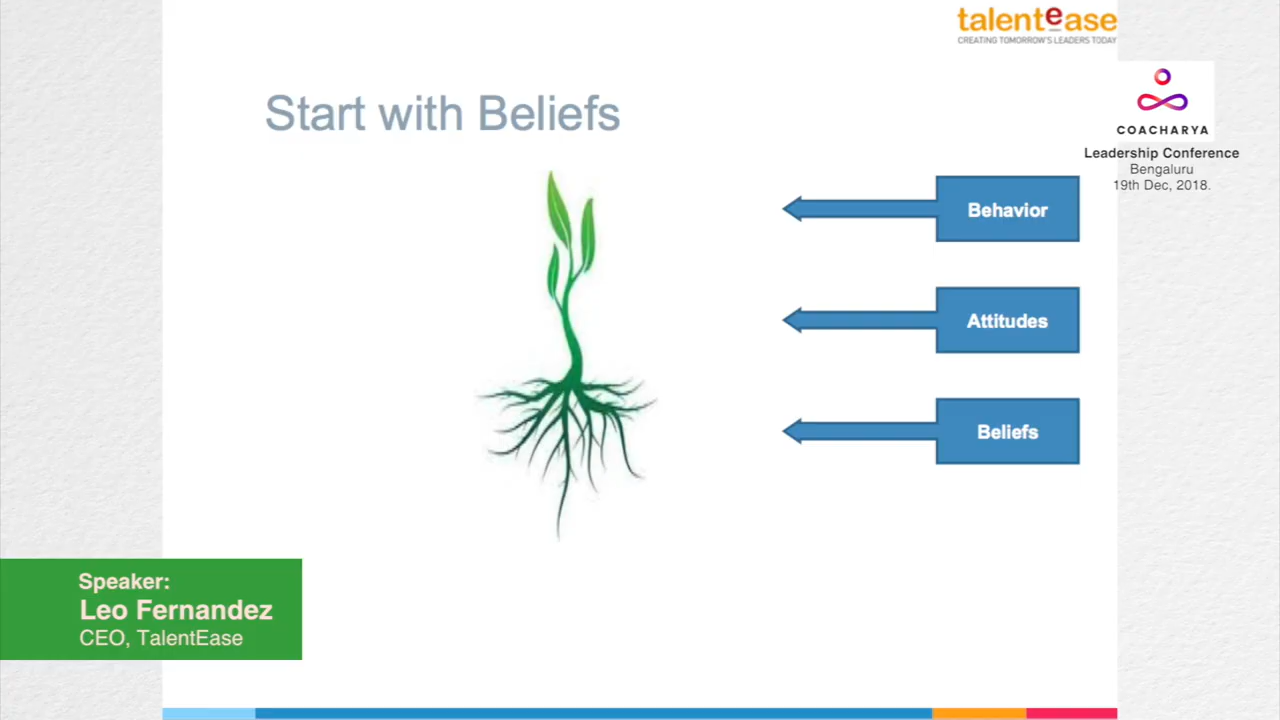 talentease
CREATING TOMORROW'S LEADERS TODAY
COACHARYA
Leadership Conference
Bengaluru
19th Dec, 2018.
Start with Beliefs
Behavior
Attitudes
Beliefs
Speaker:
Leo Fernandez
CEO, TalentEase